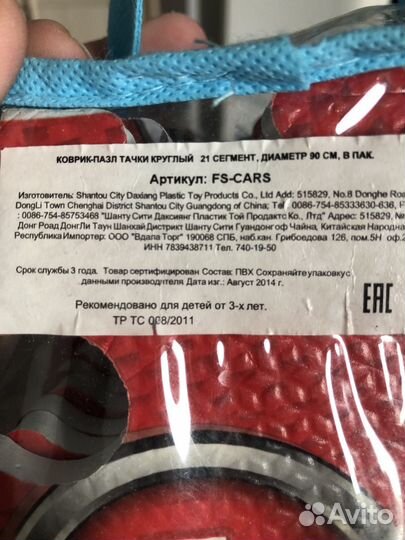 КОВРИК-ПАЗЛ ТАЧКИ КРУГЛЫЙ 21 СЕГМЕНТ, ДИАМЕТР 90 СМ, В ПАК.
Артикул: FS-CARS
Изготовитель: Shantou City Daxiang Plastic Toy Products Co., Ltd Add: 515829, No.8 Donghe Road
DongLi Town Chenghai District Shantou City Guangdong of China; Tel: 0086-754-85333630-636, F
: 0086-754-85753468 "Шанту Сити Даксиянг Пластик Той Продактс Ко., Лтд" Адрес: 515829, №
Донг Роад ДонгЛи Таун Шанхай Дистрикт Шанту Сити Гуандонгоф Чайна, Китайская Народна
Республика Импортер: ООО "Вдала Торг" 190068 СПБ, наб.кан. Грибоедова 126, пом.5Н оф.2
ИНН 7839438711 Тел. 740-19-50
Срок службы 3 года. Товар сертифицирован Состав: ПВХ Сохраняйте упаковку с
данными производителя Дата изг.: Август 2014 г.
EAC
Рекомендовано для детей от 3-х лет.
ТР ТС 008/2011
Avito